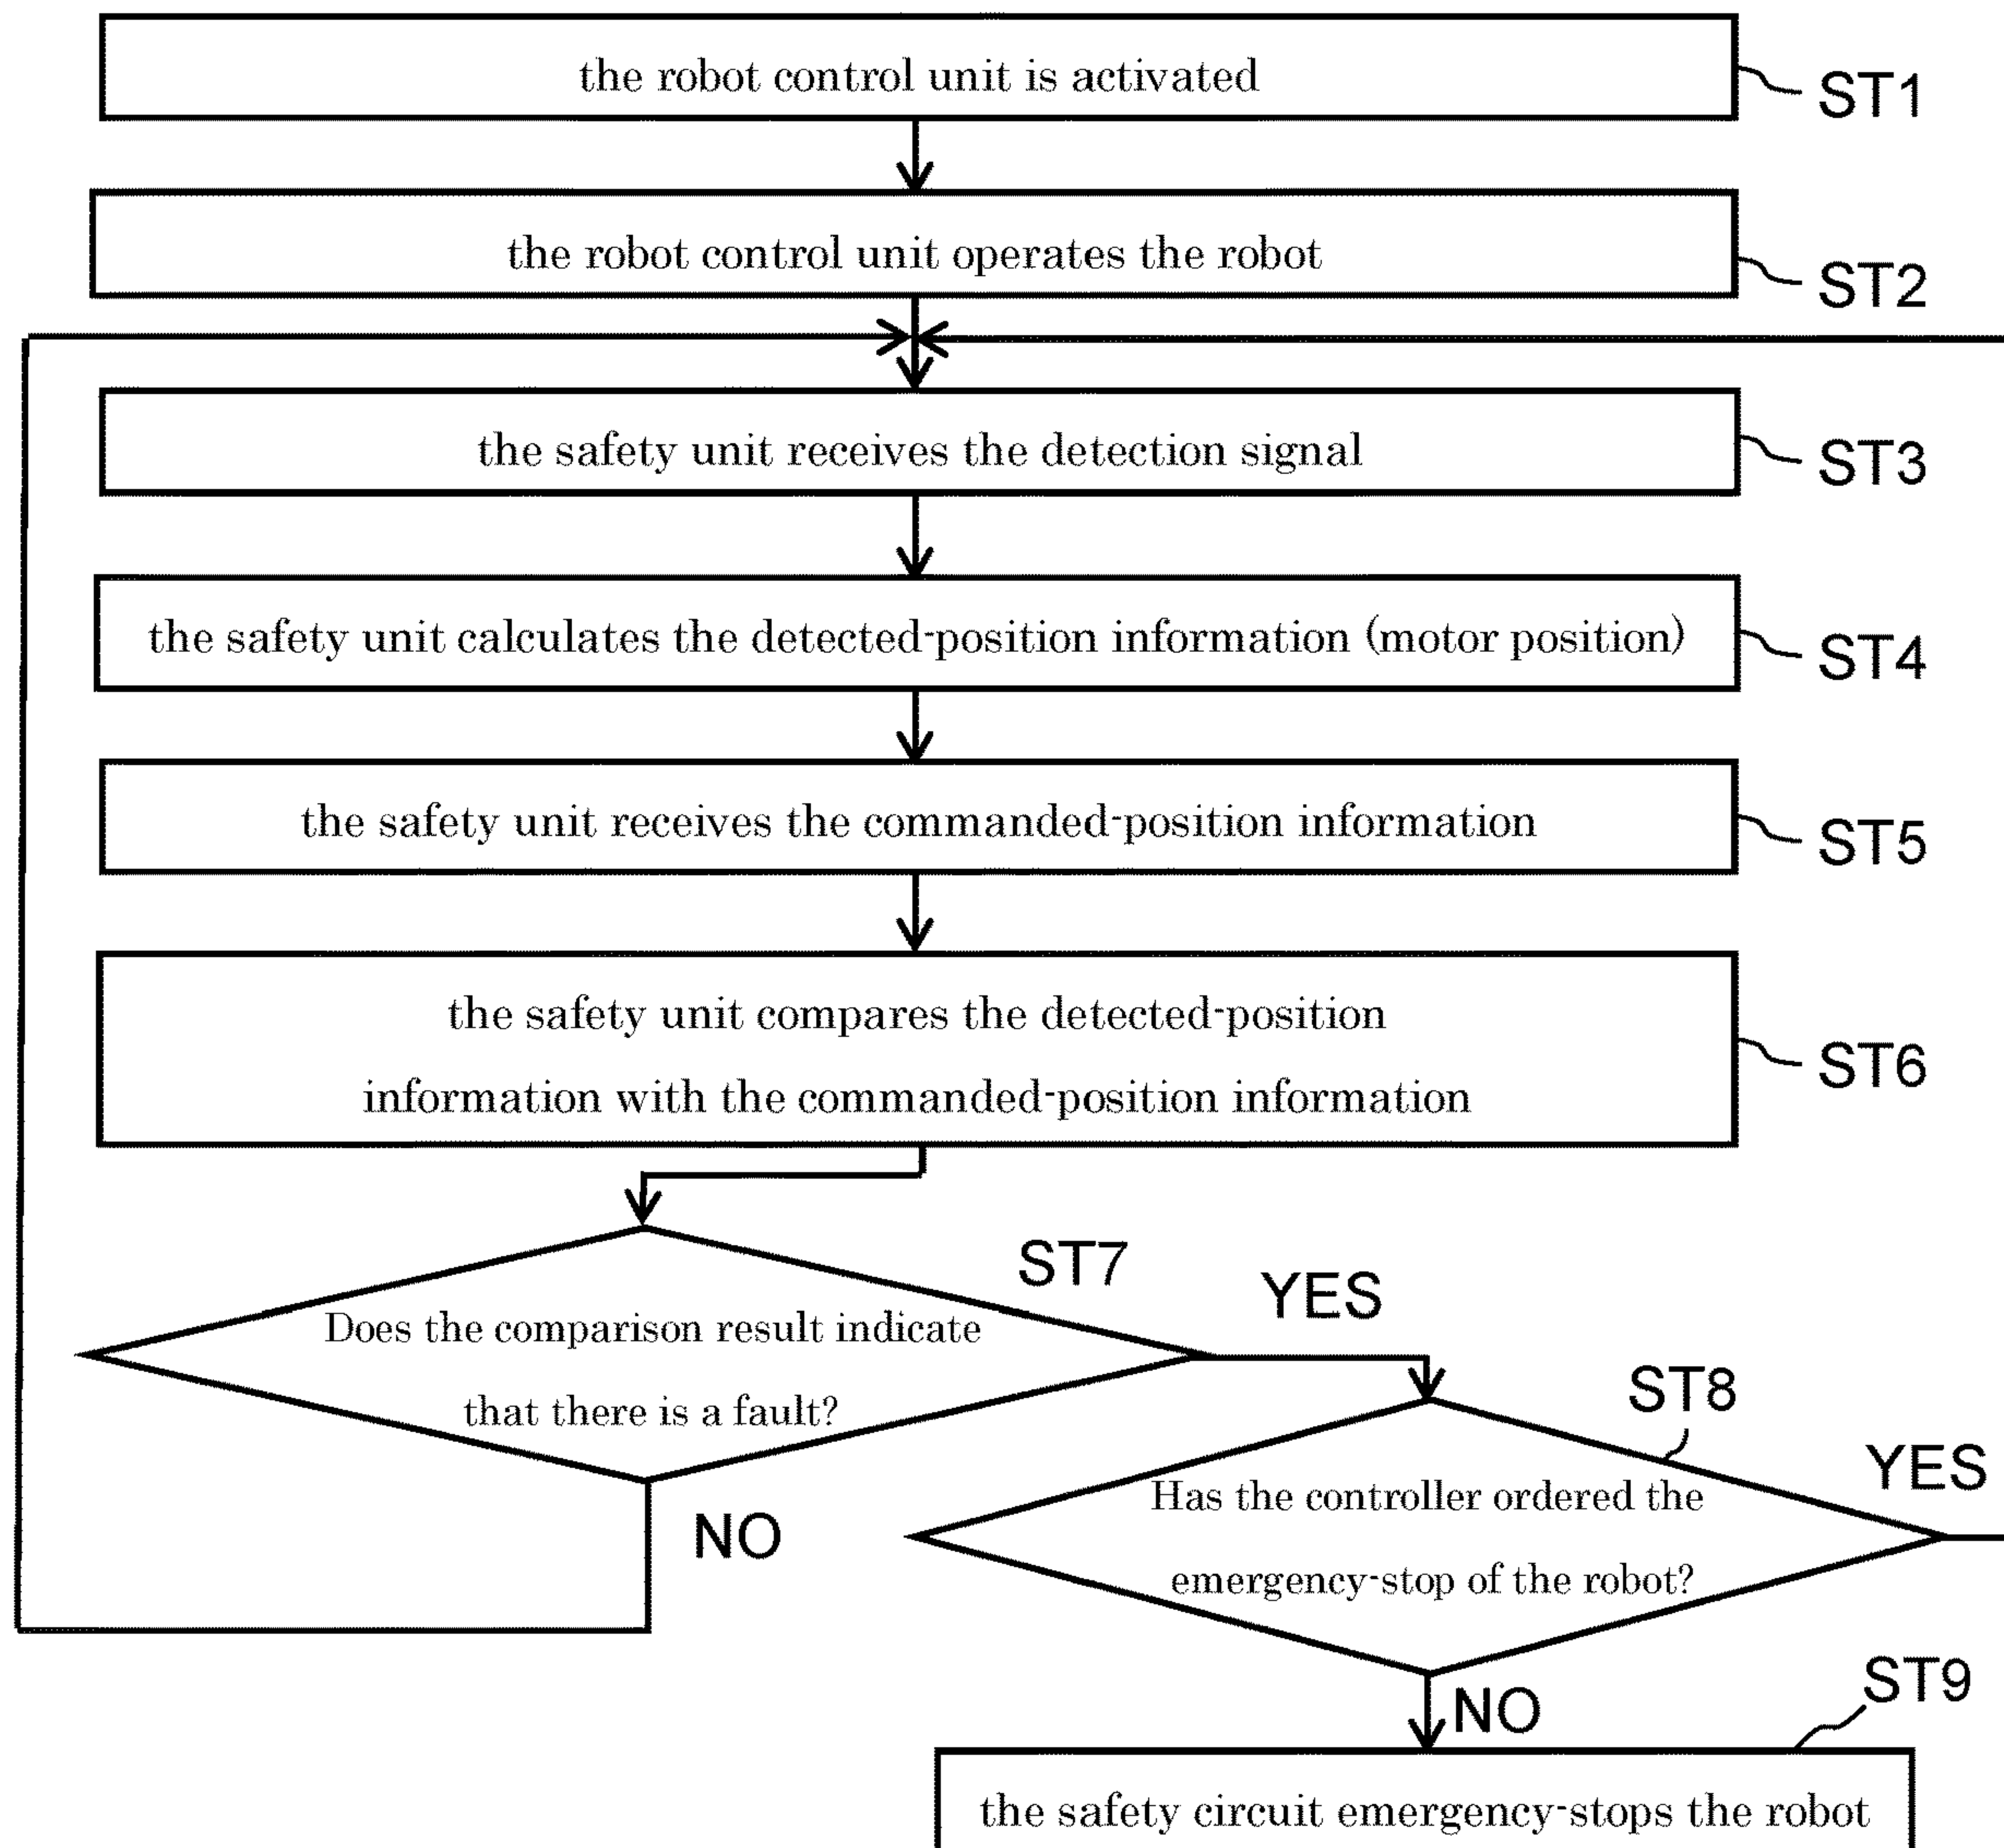 the robot control unit is activated
ST1
the robot control unit operates the robot
ST2
the safety unit receives the detection signal
ST3
the safety unit calculates the detected-position information (motor position)
ST4
the safety unit receives the commanded-position information
ST5
the safety unit compares the detected-position
information with the commanded-position information
ST6
ST7
YES
Does the comparison result indicate
that there is a fault?
NO
ST8
YES
Has the controller ordered the
emergency-stop of the robot?
NO
ST9
the safety circuit emergency-stops the robot